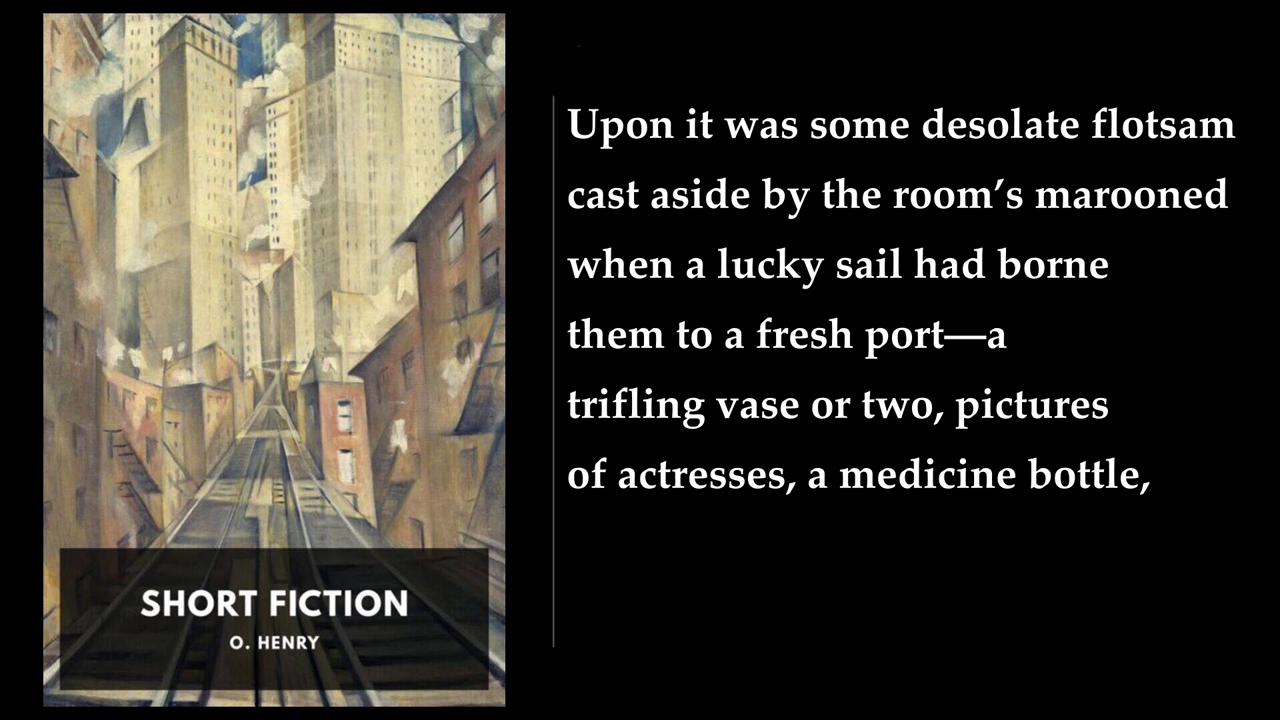 SHORT FICTION
O. HENRY
Upon it was some desolate flotsam
cast aside by the room’s marooned
when a lucky sail had borne
them to a fresh port—a
trifling vase or two, pictures
of actresses, a medicine bottle,